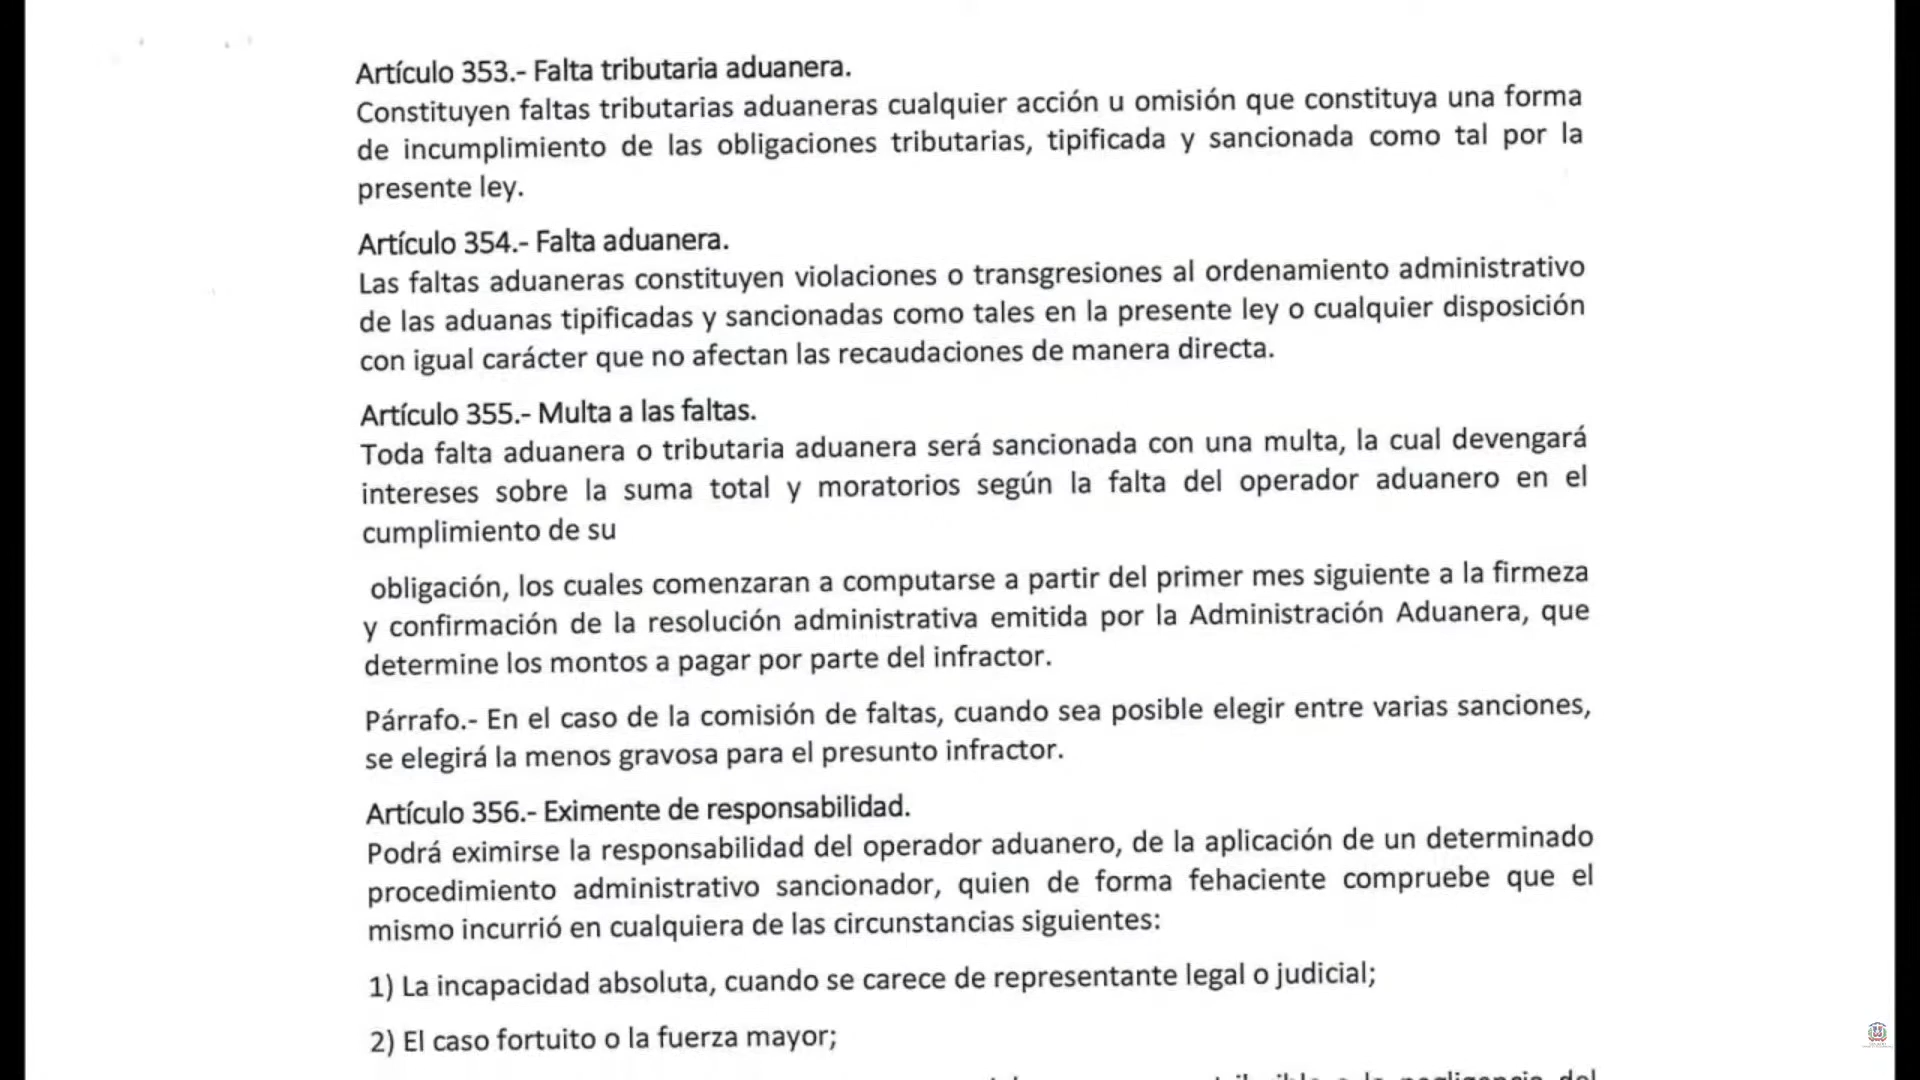 Artículo 353.- Falta tributaria aduanera.
Constituyen faltas tributarias aduaneras cualquier acción u omisión que constituya una forma
de incumplimiento de las obligaciones tributarias, tipificada y sancionada como tal por la
presente ley.
Artículo 354.- Falta aduanera.
Las faltas aduaneras constituyen violaciones o transgresiones al ordenamiento administrativo
de las aduanas tipificadas y sancionadas como tales en la presente ley o cualquier disposición
con igual carácter que no afectan las recaudaciones de manera directa.
Artículo 355.- Multa a las faltas.
Toda falta aduanera o tributaria aduanera será sancionada con una multa, la cual devengará
intereses sobre la suma total y moratorios según la falta del operador aduanero en el
cumplimiento de su
obligación, los cuales comenzaran a computarse a partir del primer mes siguiente a la firmeza
y confirmación de la resolución administrativa emitida por la Administración Aduanera, que
determine los montos a pagar por parte del infractor.
Párrafo.- En el caso de la comisión de faltas, cuando sea posible elegir entre varias sanciones,
se elegirá la menos gravosa para el presunto infractor.
Artículo 356.- Eximente de responsabilidad.
Podrá eximirse la responsabilidad del operador aduanero, de la aplicación de un determinado
procedimiento administrativo sancionador, quien de forma fehaciente compruebe que el
mismo incurrió en cualquiera de las circunstancias siguientes:
1) La incapacidad absoluta, cuando se carece de representante legal o judicial;
2) El caso fortuito o la fuerza mayor;